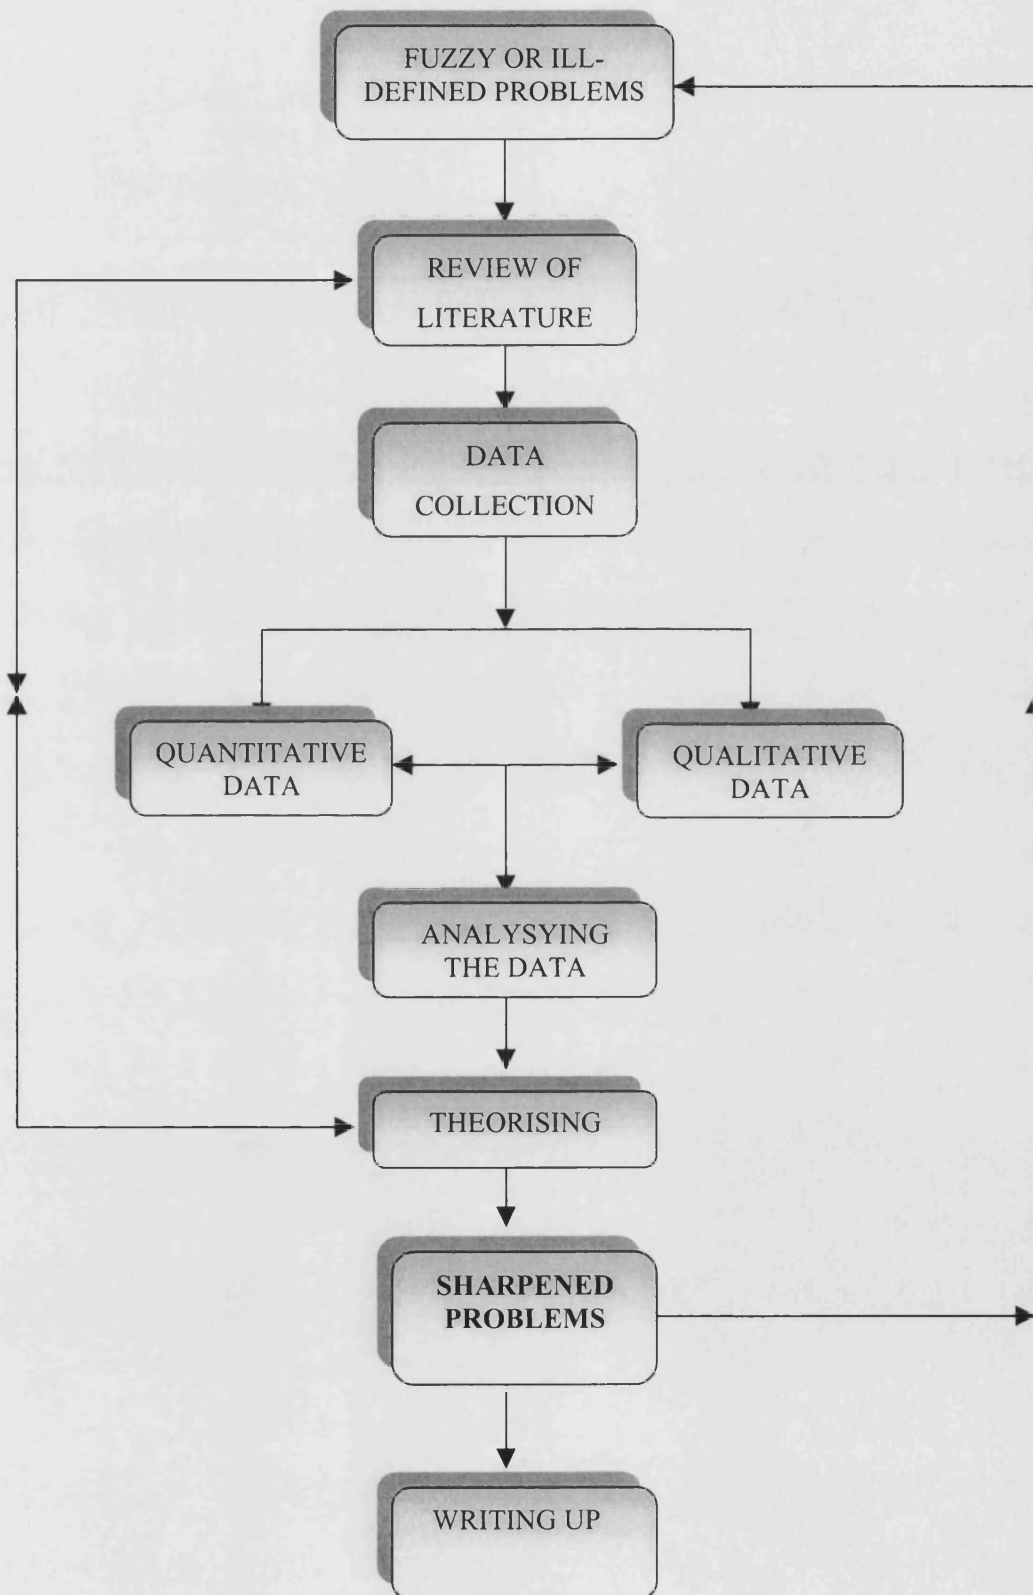 FUZZY OR ILL-
DEFINED PROBLEMS
REVIEW OF
LITERATURE
DATA
COLLECTION
QUANTITATIVE
DATA
QUALITATIVE
DATA
ANALYSYING
THE DATA
THEORISING
SHARPENED
PROBLEMS
WRITING UP